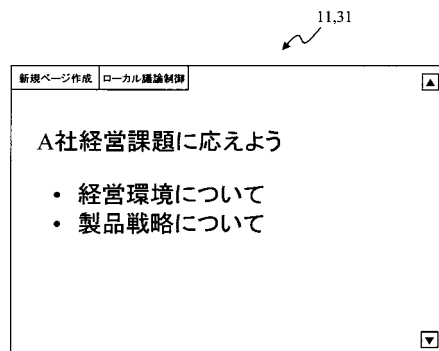 11,31
新規ページ作成 ローカル議論制御
A社経営課題に応えよう
・ 経営環境について
・ 製品戦略について